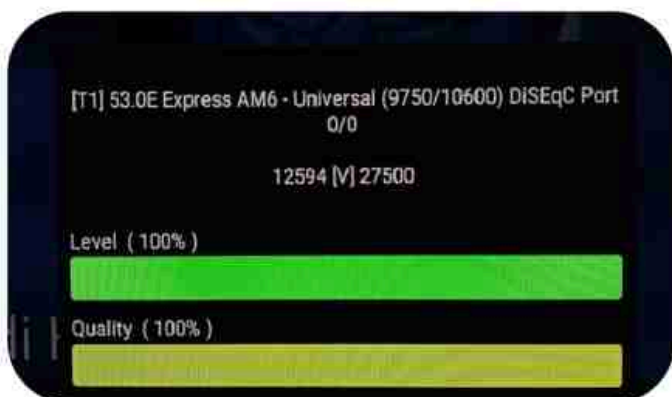 [T1] 53.0E Express AM6 - Universal (9750/10600) DiSEqC Port
0/0
12594 [V] 27500
Level ( 100% )
Quality ( 100% )